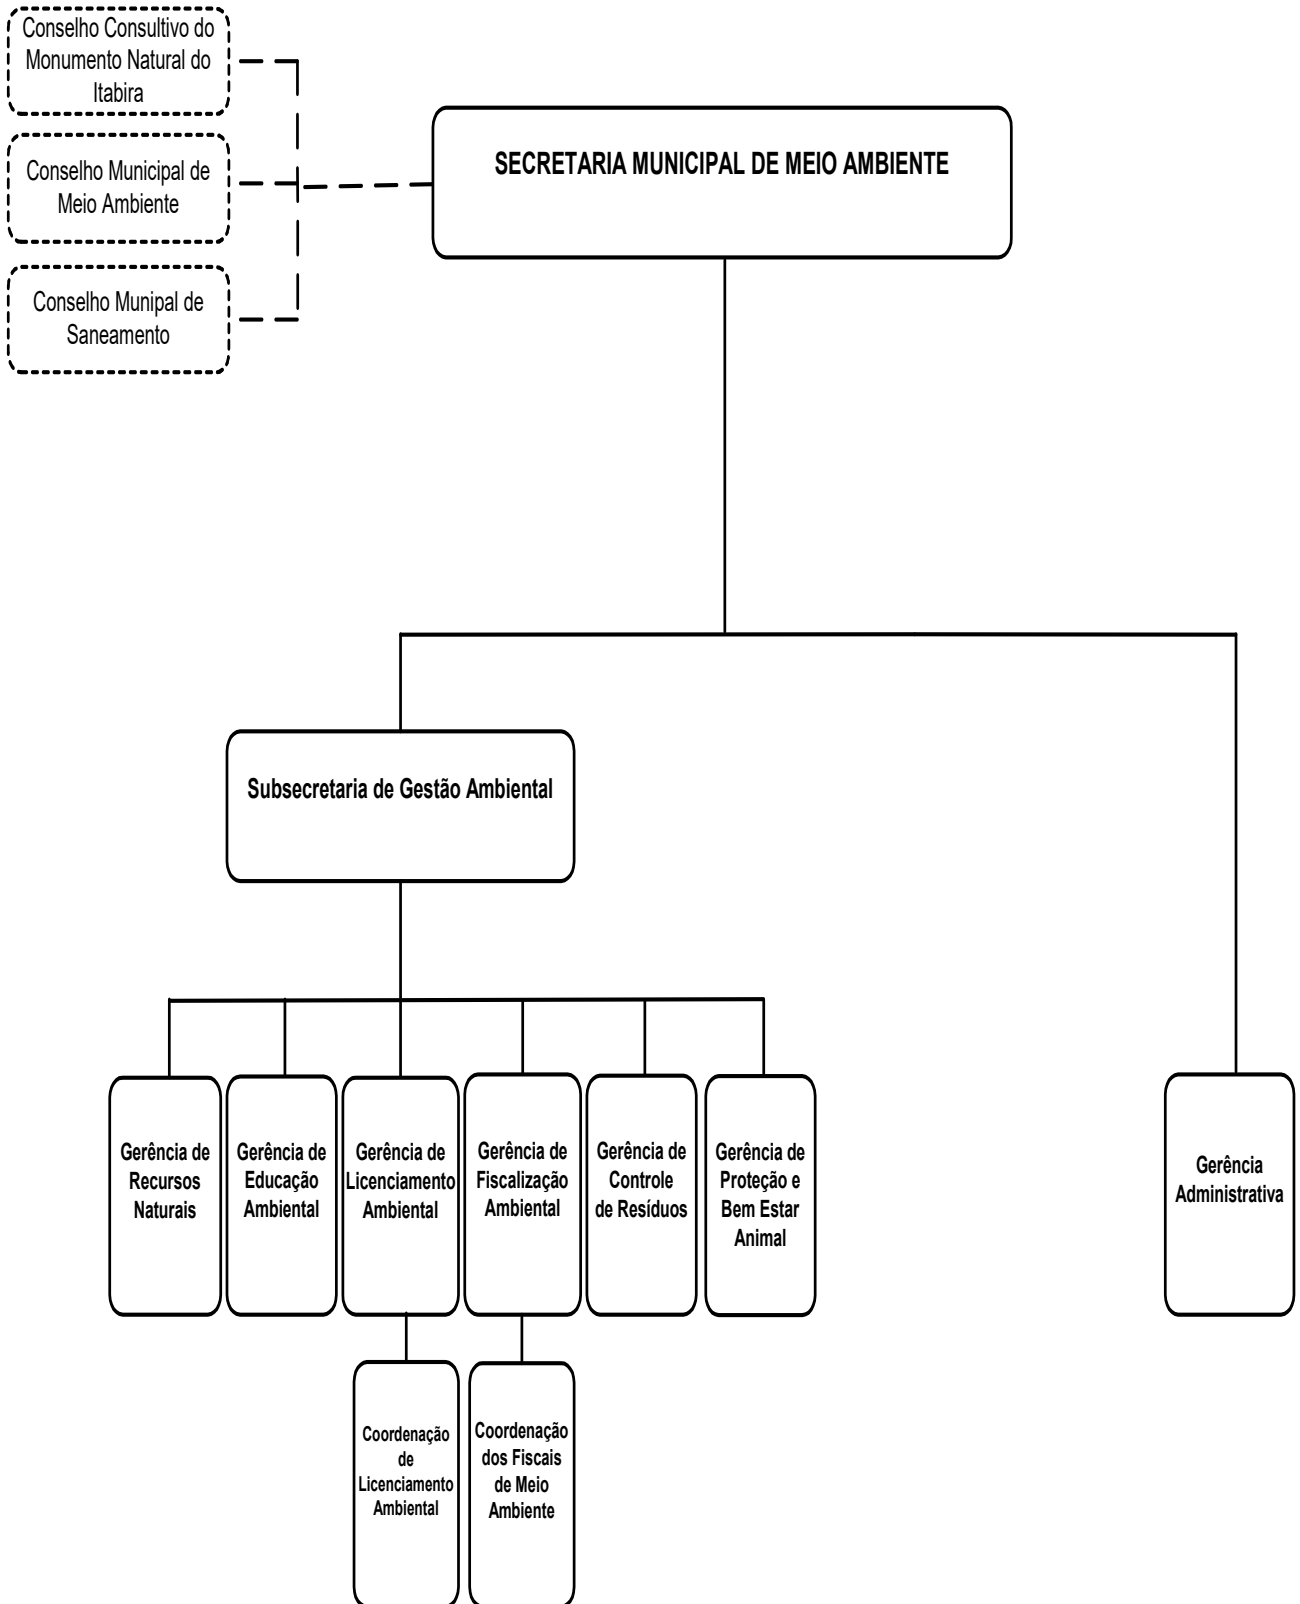 Conselho Consultivo do
Monumento Natural do
Itabira
Conselho Municipal de
Meio Ambiente
Conselho Munipal de
Saneamento
SECRETARIA MUNICIPAL DE MEIO AMBIENTE
Subsecretaria de Gestão Ambiental
Gerência de
Recursos
Naturais
Gerência de
Educação
Ambiental
Gerência de
Licenciamento
Ambiental
Gerência de
Fiscalização
Ambiental
Gerência de
Controle
de Resíduos
Gerência de
Proteção e
Bem Estar
Animal
Gerência
Administrativa
Coordenação
de
Licenciamento
Ambiental
Coordenação
dos Fiscais
de Meio
Ambiente